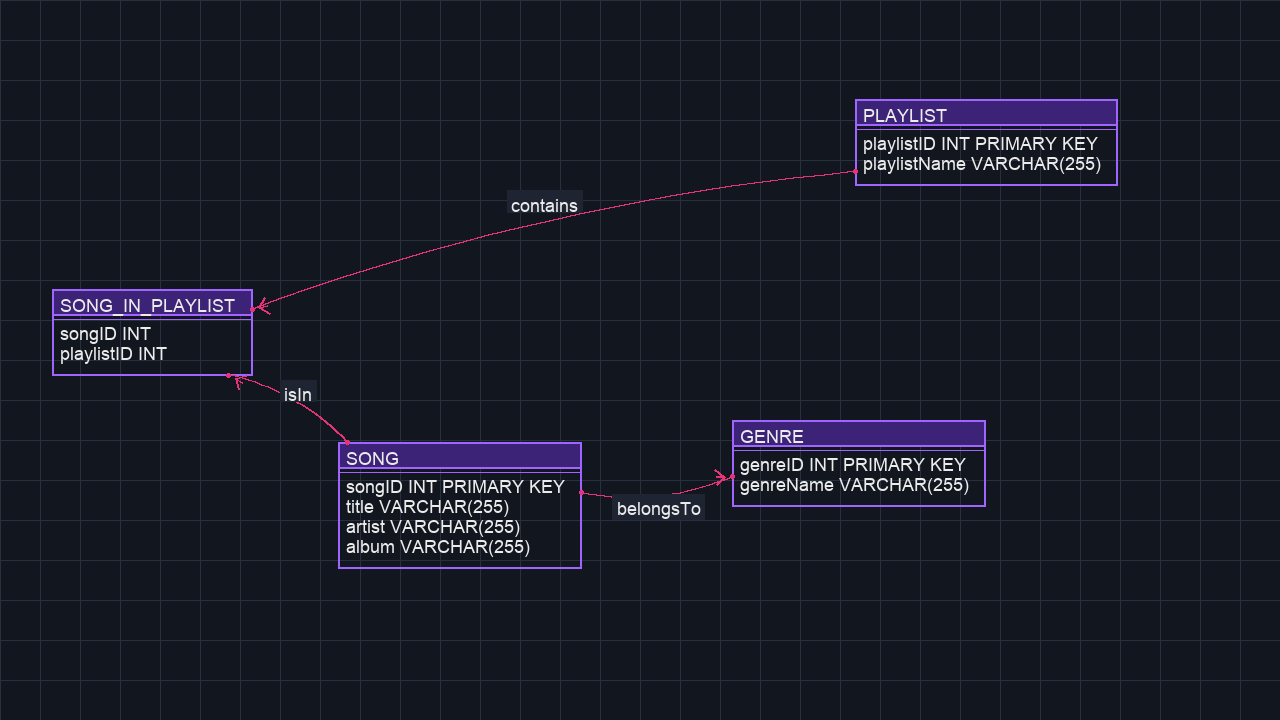 PLAYLIST
playlistID INT PRIMARY KEY
playlistName VARCHAR(255)
contains
SONG_IN_PLAYLIST
songID INT
playlistID INT
isIn
SONG
songID INT PRIMARY KEY
title VARCHAR(255)
artist VARCHAR(255)
album VARCHAR(255)
belongsTo
GENRE
genreID INT PRIMARY KEY
genreName VARCHAR(255)